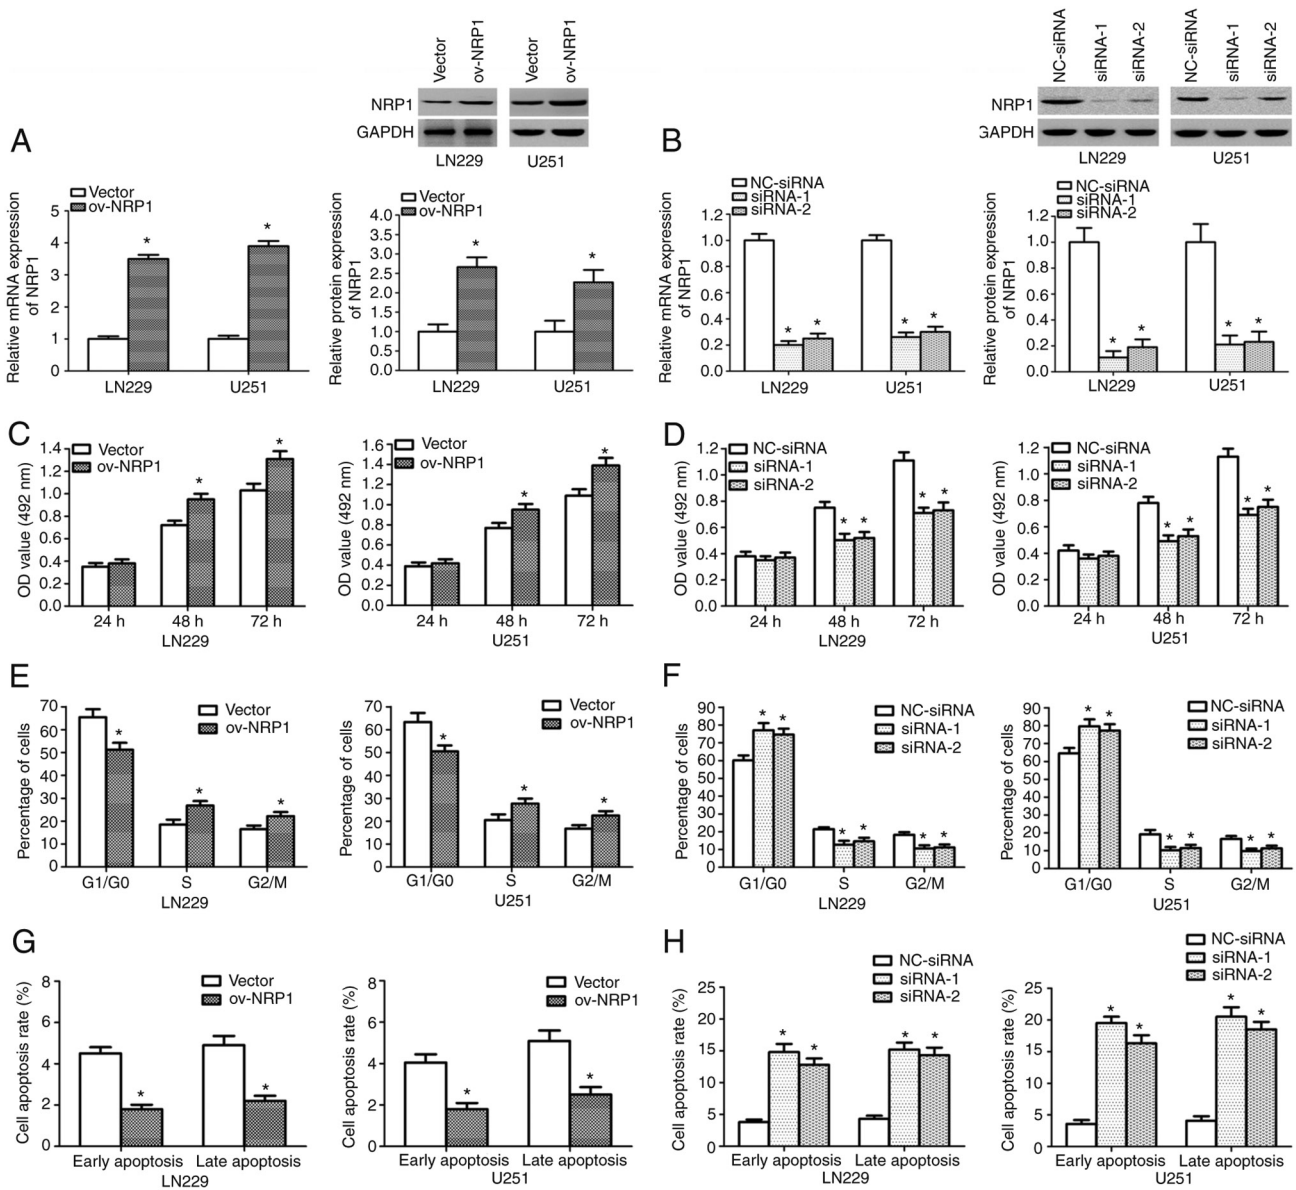 Vector
ov-NRP1
Vector
ov-NRP1
NRP1
GAPDH
LN229
U251
NC-siRNA
siRNA-1
siRNA-2
NC-siRNA
siRNA-1
siRNA-2
NRP1
GAPDH
LN229
U251
A
Vector
ov-NRP1
Relative mRNA expression
of NRP1
5
4
3
2
1
0
LN229
U251
Vector
ov-NRP1
Relative protein expression
of NRP1
4.0
3.5
3.0
2.5
2.0
1.5
1.0
0.5
0.0
LN229
U251
B
NC-siRNA
siRNA-1
siRNA-2
Relative mRNA expression
of NRP1
1.2
1.0
0.8
0.6
0.4
0.2
0.0
LN229
U251
NC-siRNA
siRNA-1
siRNA-2
Relative protein expression
of NRP1
1.2
1.0
0.8
0.6
0.4
0.2
0.0
LN229
U251
C
Vector
ov-NRP1
OD value (492 nm)
1.4
1.2
1.0
0.8
0.6
0.4
0.2
0.0
24 h 48 h 72 h
LN229
Vector
ov-NRP1
OD value (492 nm)
1.6
1.4
1.2
1.0
0.8
0.6
0.4
0.2
0.0
24 h 48 h 72 h
U251
D
NC-siRNA
siRNA-1
siRNA-2
OD value (492 nm)
1.2
1.0
0.8
0.6
0.4
0.2
0.0
24 h 48 h 72 h
LN229
NC-siRNA
siRNA-1
siRNA-2
OD value (492 nm)
1.2
1.0
0.8
0.6
0.4
0.2
0.0
24 h 48 h 72 h
U251
E
Vector
ov-NRP1
Percentage of cells
70
60
50
40
30
20
10
0
G1/G0 S G2/M
LN229
Vector
ov-NRP1
Percentage of cells
70
60
50
40
30
20
10
0
G1/G0 S G2/M
U251
F
NC-siRNA
siRNA-1
siRNA-2
Percentage of cells
90
80
70
60
50
40
30
20
10
0
G1/G0 S G2/M
LN229
NC-siRNA
siRNA-1
siRNA-2
Percentage of cells
90
80
70
60
50
40
30
20
10
0
G1/G0 S G2/M
U251
G
Vector
ov-NRP1
Cell apoptosis rate (%)
8
6
4
2
0
Early apoptosis Late apoptosis
LN229
Vector
ov-NRP1
Cell apoptosis rate (%)
8
6
4
2
0
Early apoptosis Late apoptosis
U251
H
NC-siRNA
siRNA-1
siRNA-2
Cell apoptosis rate (%)
25
20
15
10
5
0
Early apoptosis Late apoptosis
LN229
NC-siRNA
siRNA-1
siRNA-2
Cell apoptosis rate (%)
25
20
15
10
5
0
Early apoptosis Late apoptosis
U251